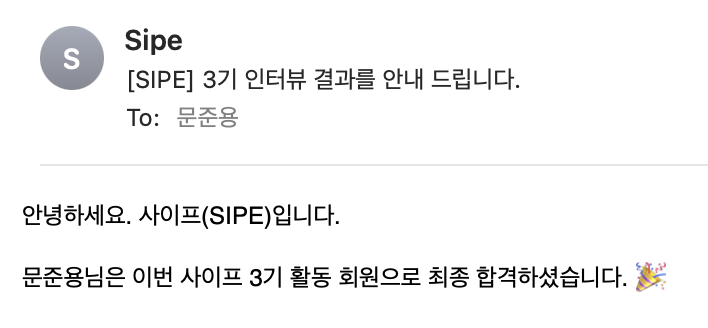 S
Sipe
[SIPE] 3기 인터뷰 결과를 안내 드립니다.
To: 문준용
안녕하세요. 사이프(SIPE)입니다.
문준용님은 이번 사이프 3기 활동 회원으로 최종 합격하셨습니다. 🎉